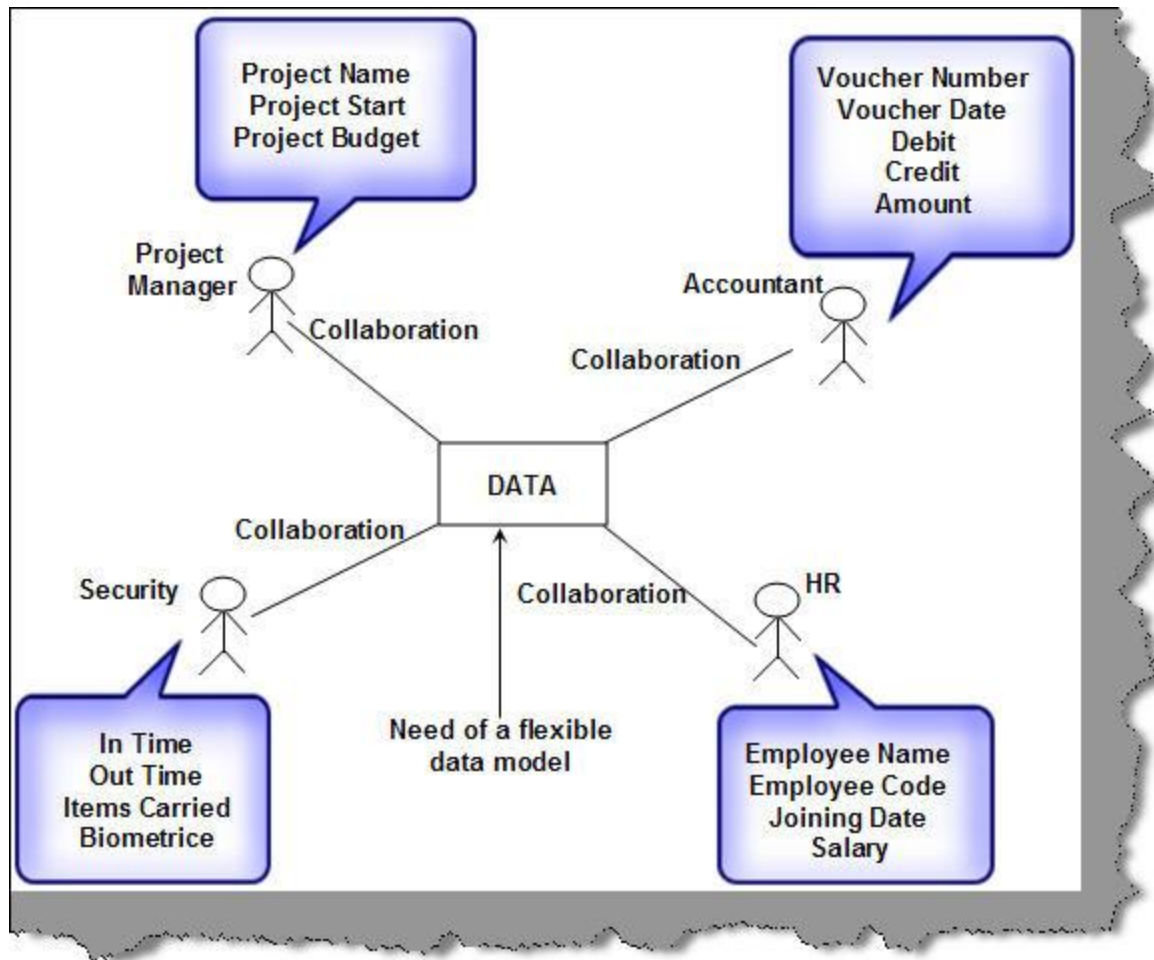 Project Name
Project Start
Project Budget
Voucher Number
Voucher Date
Debit
Credit
Amount
Project
Manager
Accountant
Collaboration
Collaboration
DATA
Collaboration
Security
Collaboration
HR
In Time
Out Time
Items Carried
Biometrice
Need of a flexible
data model
Employee Name
Employee Code
Joining Date
Salary